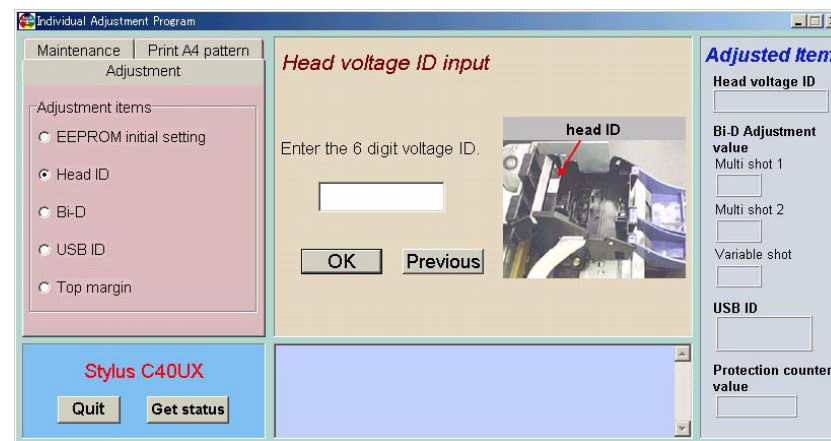 Individual Adjustment Program
Maintenance
Print A4 pattern
Adjustment
Adjustment items
EEPROM initial setting
Head ID
Bi-D
USB ID
Top margin
Stylus C40UX
Quit
Get status
Head voltage ID input
Enter the 6 digit voltage ID.
head ID
OK
Previous
Adjusted Item
Head voltage ID
Bi-D Adjustment
value
Multi shot 1
Multi shot 2
Variable shot
USB ID
Protection counter
value